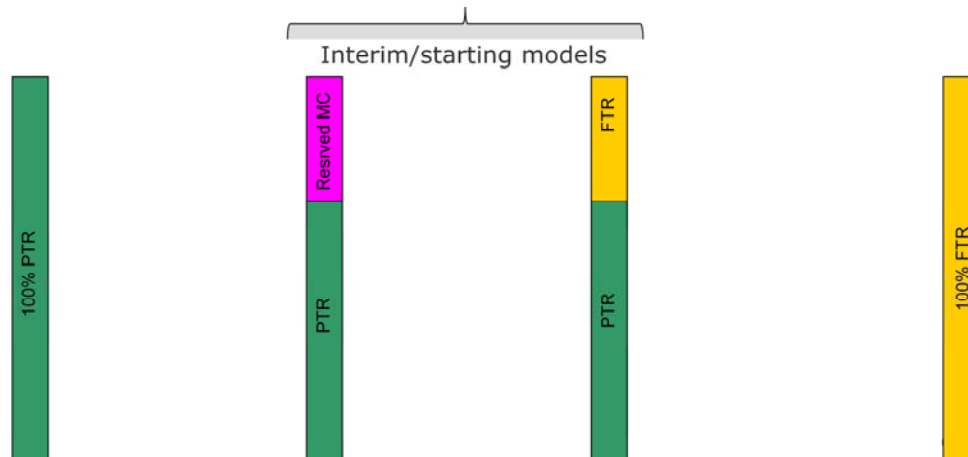 Interim/starting models
100% PTR
Resrved MC
PTR
FTR
PTR
100% FTR